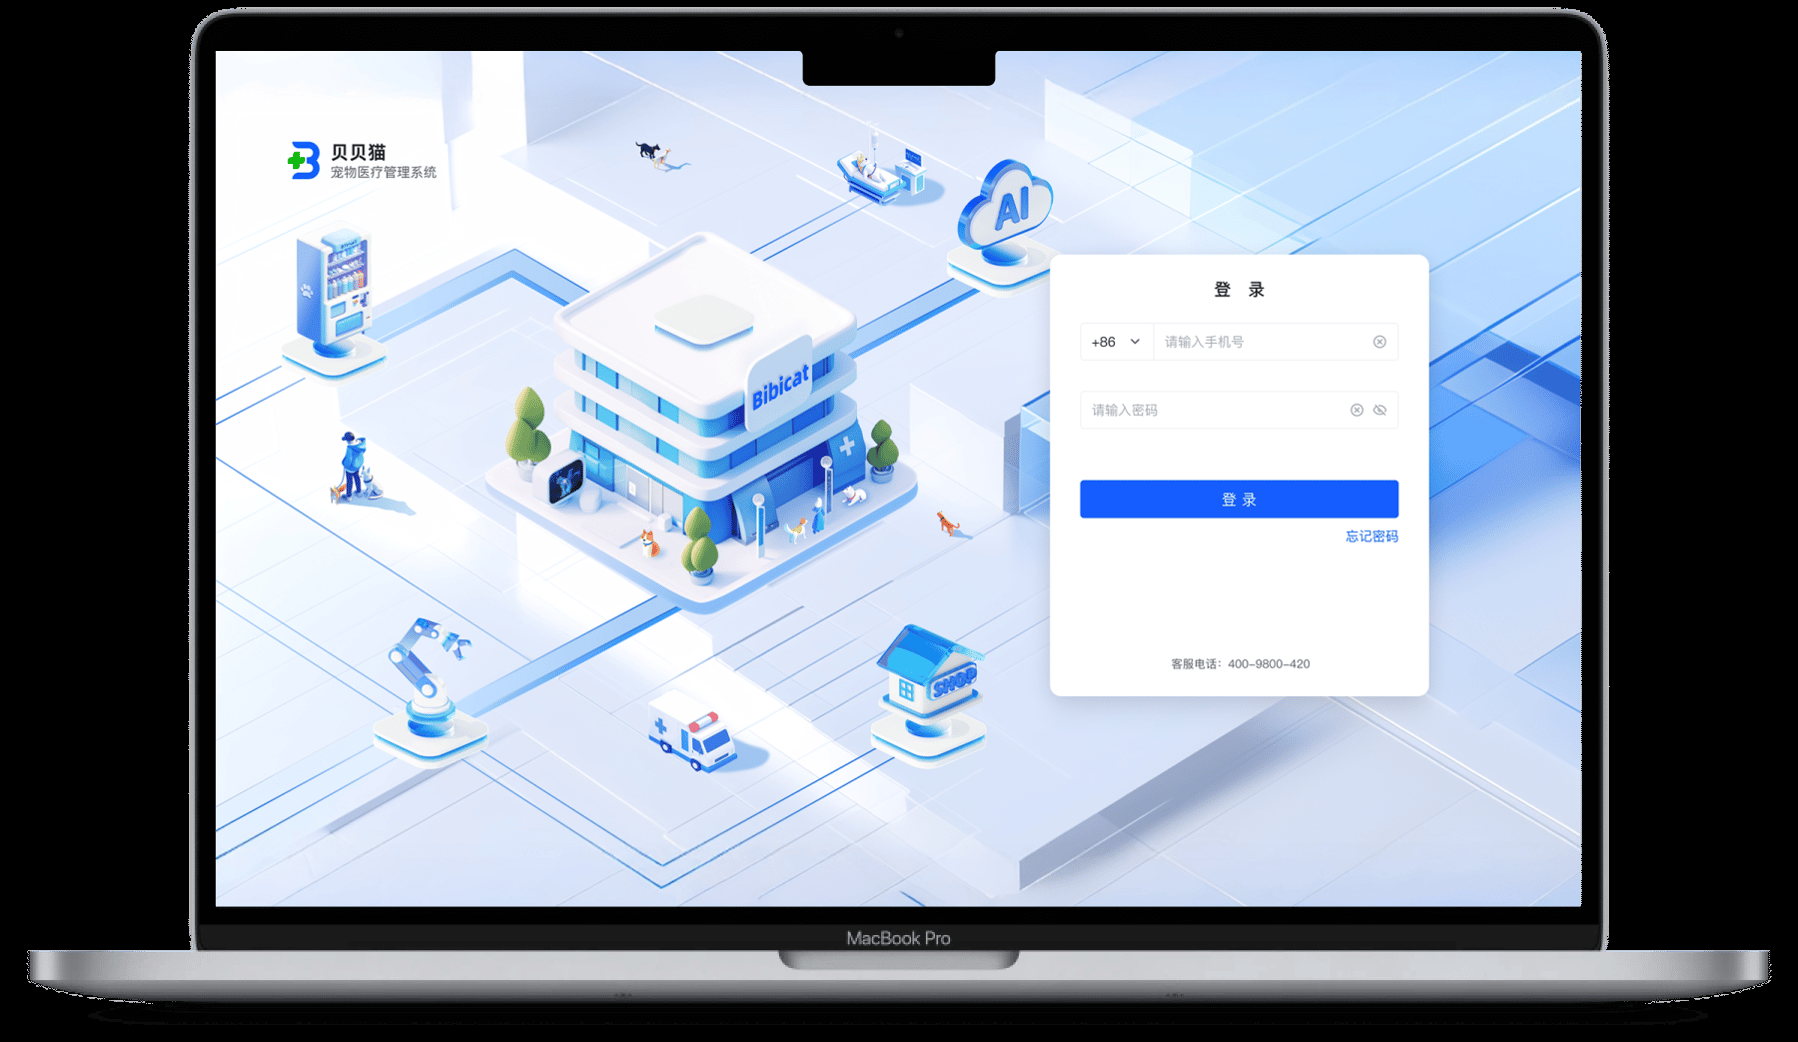 贝贝猫
宠物医疗管理系统
AI
Bibicat
SHOP
登 录
+86 请输入手机号
请输入密码
登 录
忘记密码
客服电话：400-9800-420
MacBook Pro